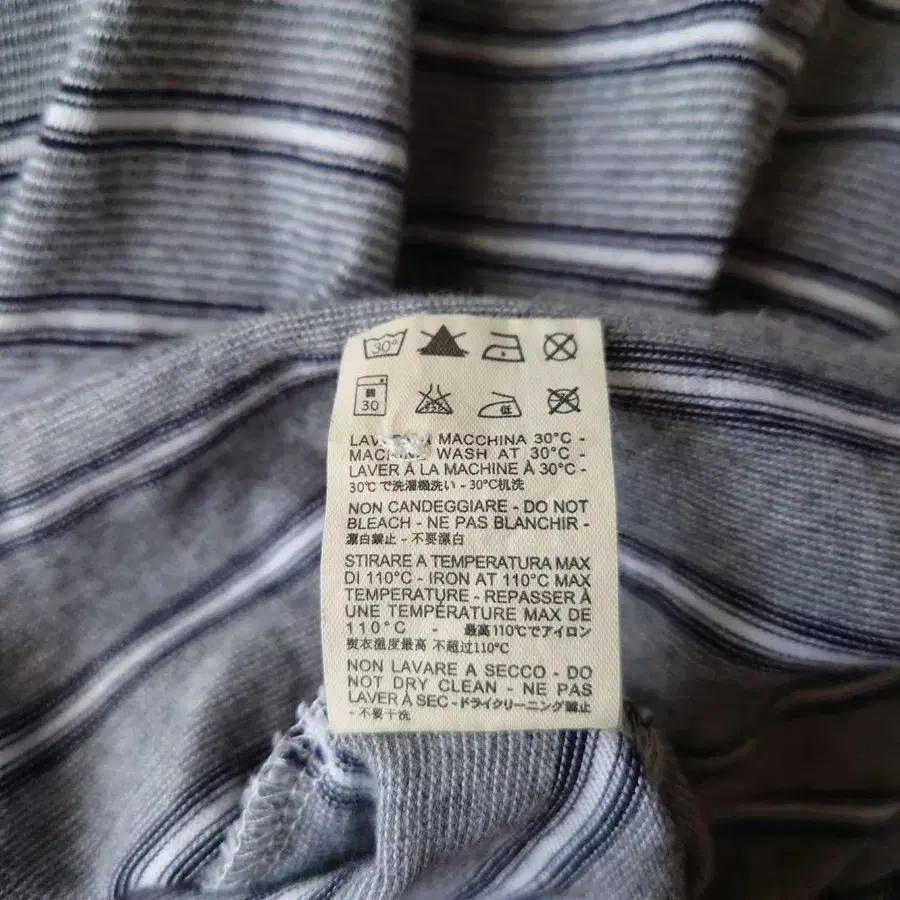 30°
30
低
MACCHINA 30°C -
WASH AT 30°C -
LAVER À LA MACHINE À 30°C -
30℃で洗濯機洗い - 30℃机洗
NON CANDEGGIARE - DO NOT
BLEACH - NE PAS BLANCHIR -
漂白禁止 - 不要漂白
STIRARE A TEMPERATURA MAX
DI 110°C - IRON AT 110°C MAX
TEMPERATURE - REPASSER À
UNE TEMPÉRATURE MAX DE
110°C - 最高110℃でアイロン
熨衣温度最高 不超过110℃
NON LAVARE A SECCO - DO
NOT DRY CLEAN - NE PAS
LAVER À SEC - ドライクリーニング禁止
- 不要干洗